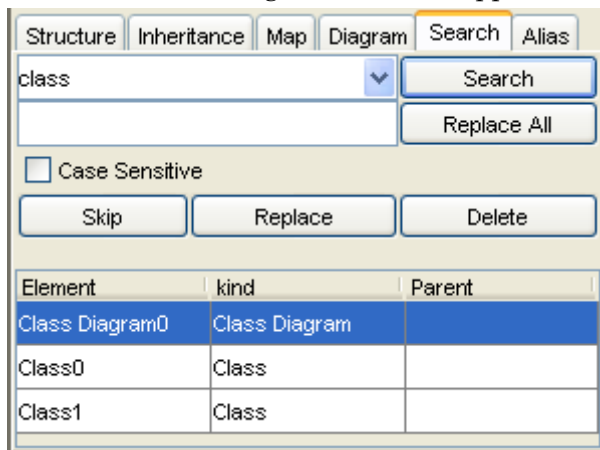 Structure Inheritance Map Diagram Search Alias
class Search
Replace All
Case Sensitive
Skip Replace Delete
Element kind Parent
Class Diagram0 Class Diagram
Class0 Class
Class1 Class